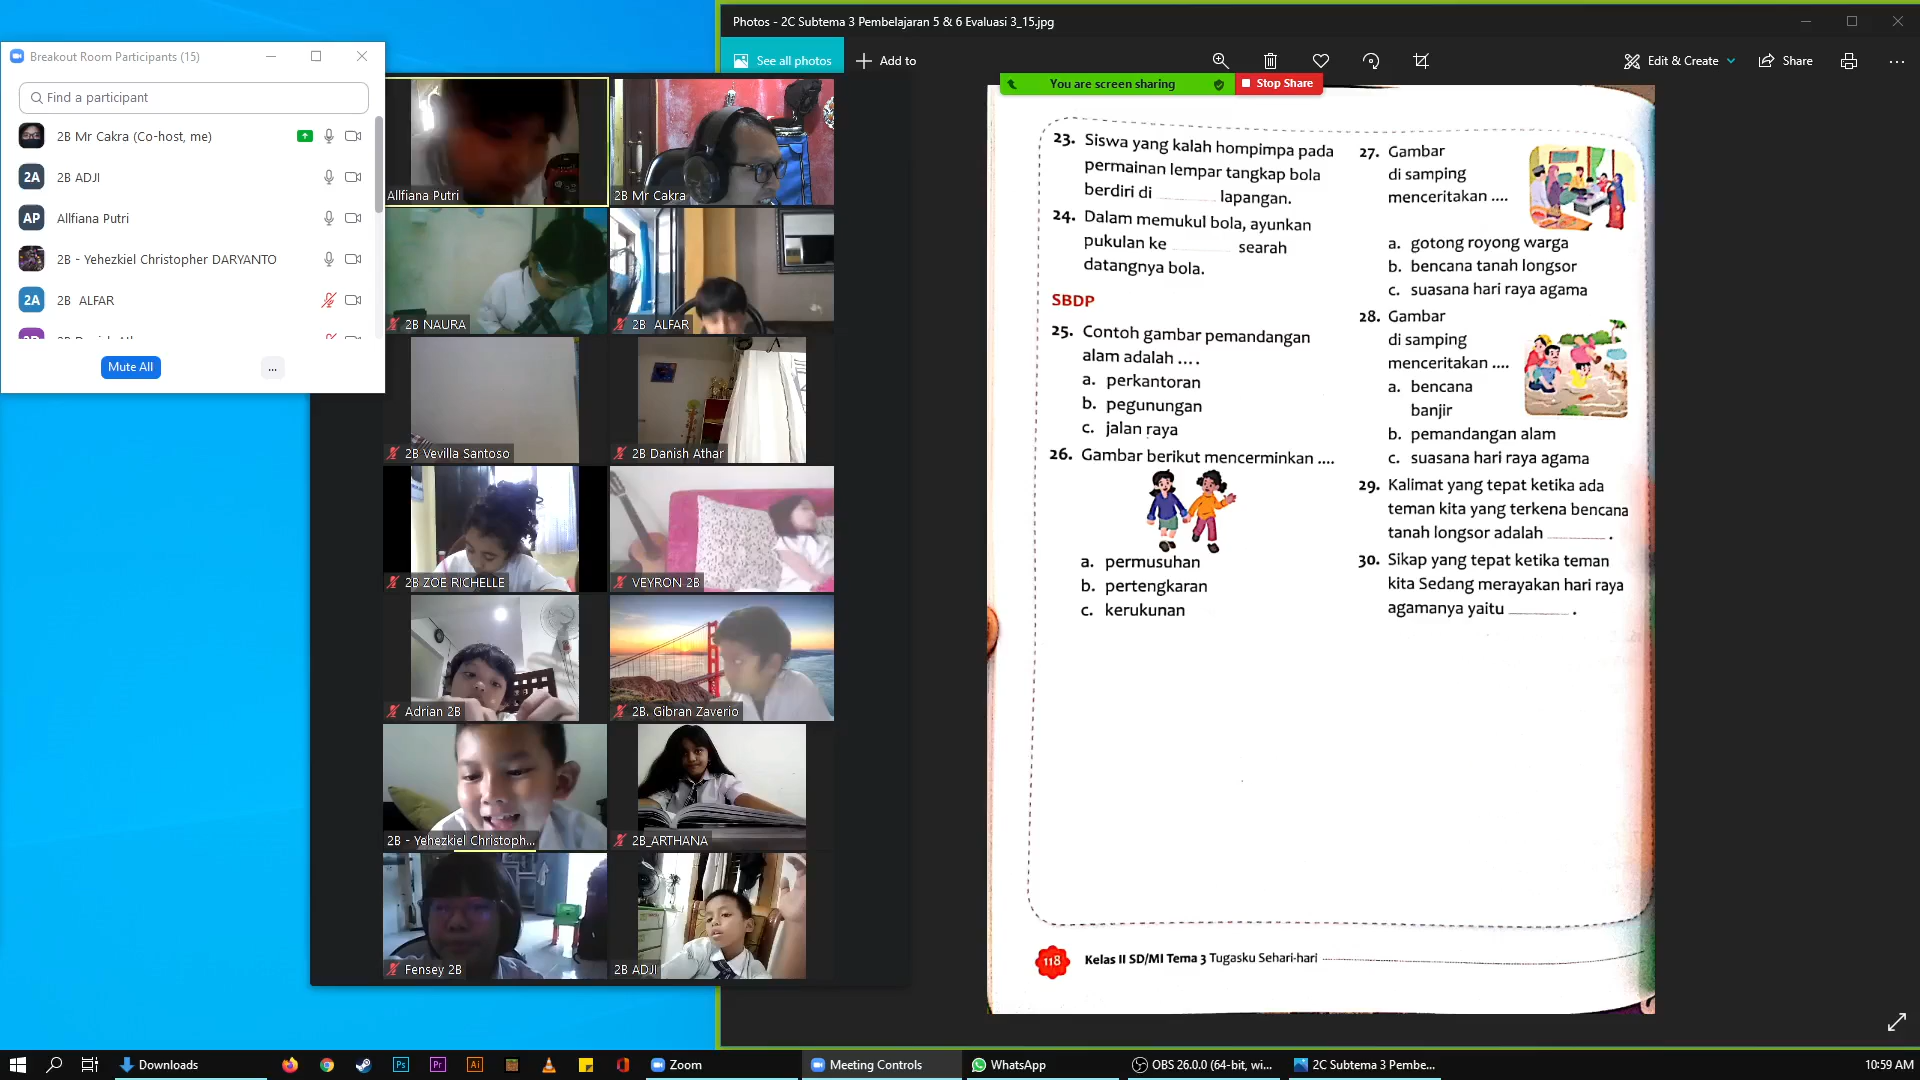 Photos - 2C Subtema 3 Pembelajaran 5 & 6 Evaluasi 3_15.jpg
See all photos
Add to
Edit & Create
Share
You are screen sharing
Stop Share
Breakout Room Participants (15)
Find a participant
2B Mr Cakra (Co-host, me)
2A 2B ADJI
AP Allfiana Putri
2B - Yehezkiel Christopher DARYANTO
2A 2B ALFAR
Mute All
...
Allfiana Putri
2B Mr Cakra
2B NAURA
2B ALFAR
2B Vevilla Santoso
2B Danish Athar
2B ZOE RICHELLE
VEYRON 2B
Adrian 2B
2B. Gibran Zaverio
2B - Yehezkiel Christoph...
2B_ARTHANA
Fensey 2B
2B ADJI
23. Siswa yang kalah hompimpa pada
permainan lempar tangkap bola
berdiri di ______ lapangan.
24. Dalam memukul bola, ayunkan
pukulan ke ______ searah
datangnya bola.
SBDP
25. Contoh gambar pemandangan
alam adalah ....
a. perkantoran
b. pegunungan
c. jalan raya
26. Gambar berikut mencerminkan ....
a. permusuhan
b. pertengkaran
c. kerukunan
27. Gambar
di samping
menceritakan ....
a. gotong royong warga
b. bencana tanah longsor
c. suasana hari raya agama
28. Gambar
di samping
menceritakan ....
a. bencana
banjir
b. pemandangan alam
c. suasana hari raya agama
29. Kalimat yang tepat ketika ada
teman kita yang terkena bencana
tanah longsor adalah ______ .
30. Sikap yang tepat ketika teman
kita Sedang merayakan hari raya
agamanya yaitu ______ .
118 Kelas II SD/MI Tema 3 Tugasku Sehari-hari
Downloads
Ps
Pr
Ai
Zoom
Meeting Controls
WhatsApp
OBS 26.0.0 (64-bit, wi...
2C Subtema 3 Pembe...
10:59 AM